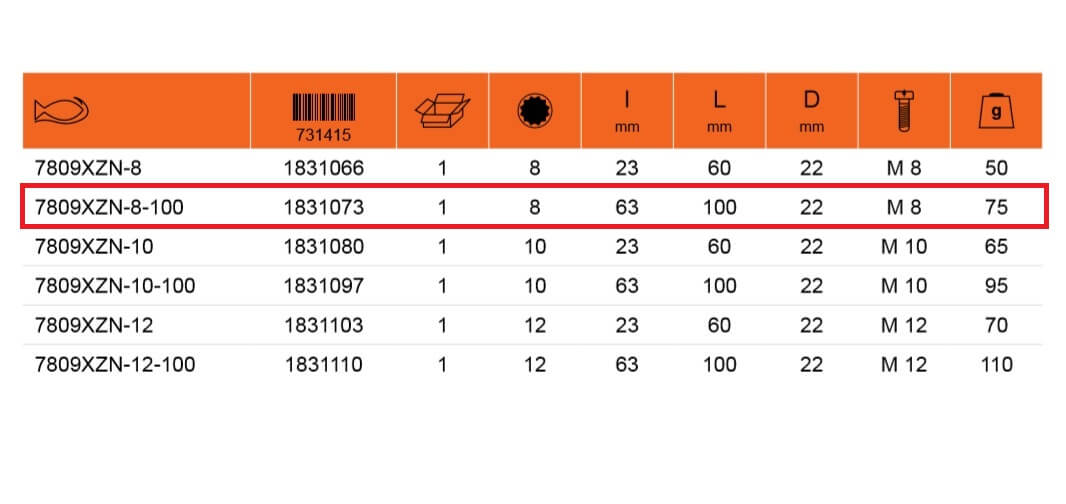 731415 l mm L mm D mm g
7809XZN-8 1831066 1 8 23 60 22 M 8 50
7809XZN-8-100 1831073 1 8 63 100 22 M 8 75
7809XZN-10 1831080 1 10 23 60 22 M 10 65
7809XZN-10-100 1831097 1 10 63 100 22 M 10 95
7809XZN-12 1831103 1 12 23 60 22 M 12 70
7809XZN-12-100 1831110 1 12 63 100 22 M 12 110